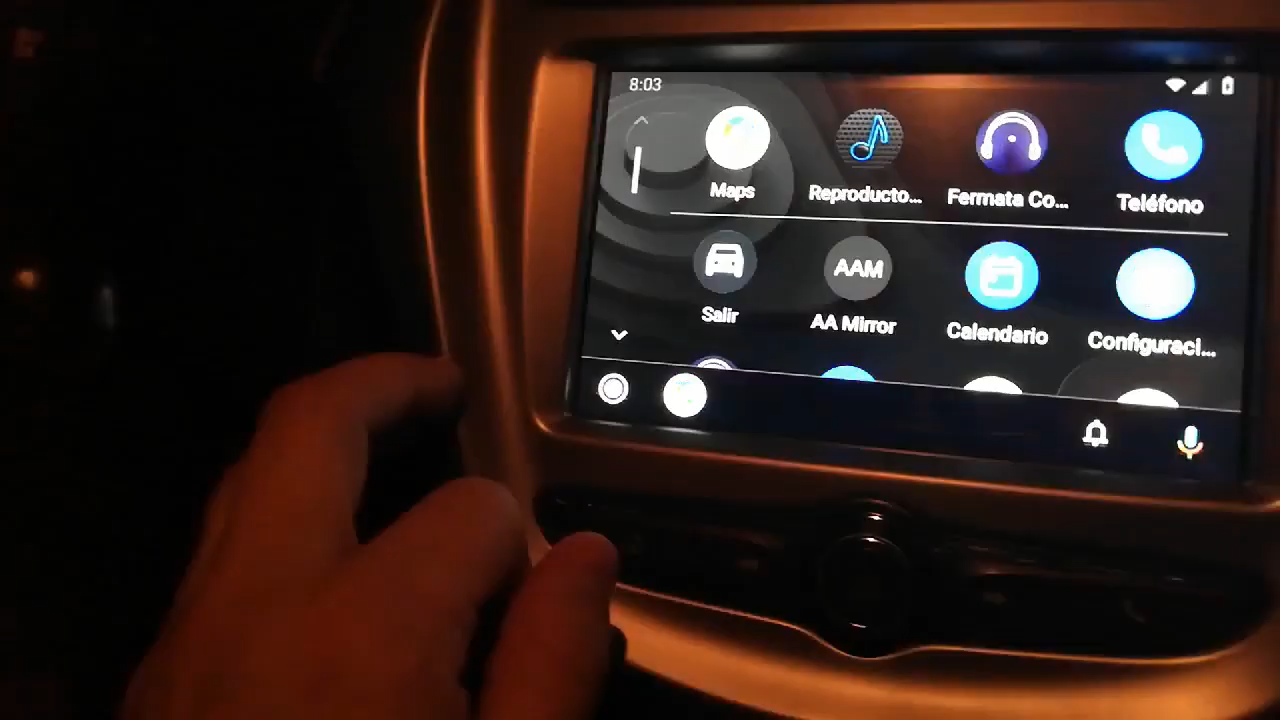 8:03
Maps
Reproducto...
Fermata Co...
Teléfono
Salir
AAM
AA Mirror
Calendario
Configuraci...